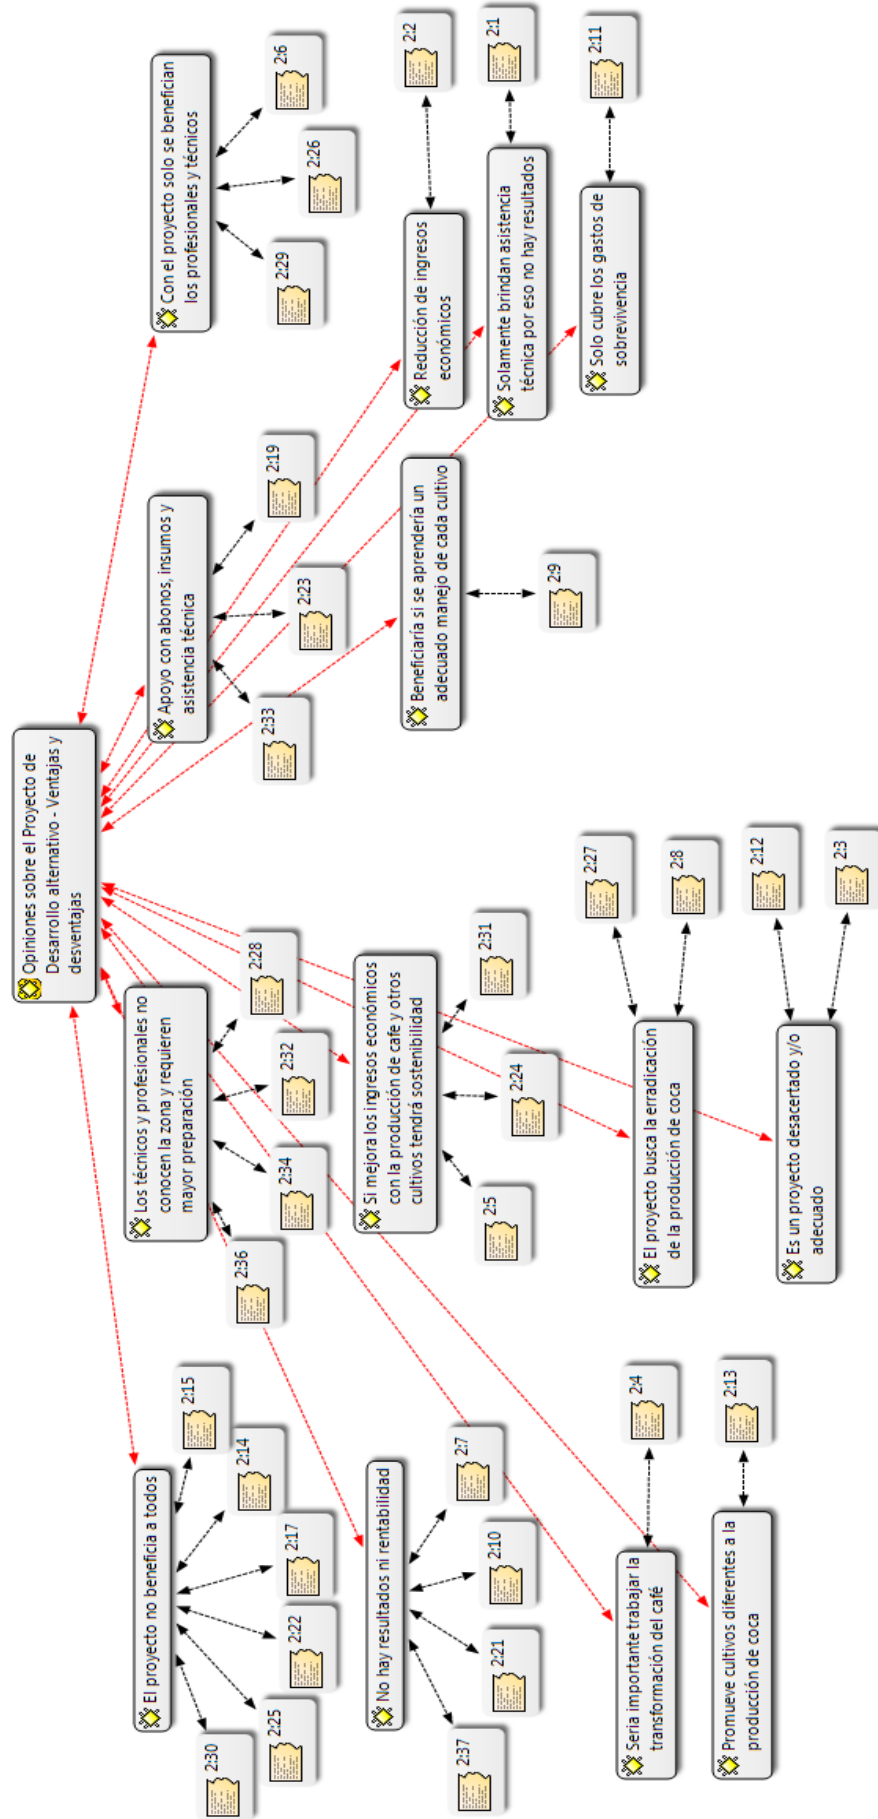 Opiniones sobre el Proyecto de
Desarrollo alternativo - Ventajas y
desventajas
El proyecto no beneficia a todos
2:30
2:25
2:22
2:17
2:14
2:15
Los técnicos y profesionales no
conocen la zona y requieren
mayor preparación
2:36
2:34
2:32
2:28
Apoyo con abonos, insumos y
asistencia técnica
2:33
2:23
2:19
Con el proyecto solo se benefician
los profesionales y técnicos
2:29
2:26
2:6
No hay resultados ni rentabilidad
2:37
2:21
2:10
2:7
Si mejora los ingresos económicos
con la producción de cafe y otros
cultivos tendrá sostenibilidad
2:5
2:24
2:31
Beneficiaria si se aprendería un
adecuado manejo de cada cultivo
2:9
Reducción de ingresos
económicos
2:2
Solamente brindan asistencia
técnica por eso no hay resultados
2:1
Solo cubre los gastos de
sobrevivencia
2:11
Seria importante trabajar la
transformación del café
2:4
El proyecto busca la erradicación
de la producción de coca
2:27
2:8
Promueve cultivos diferentes a la
producción de coca
2:13
Es un proyecto desacertado y/o
adecuado
2:12
2:3